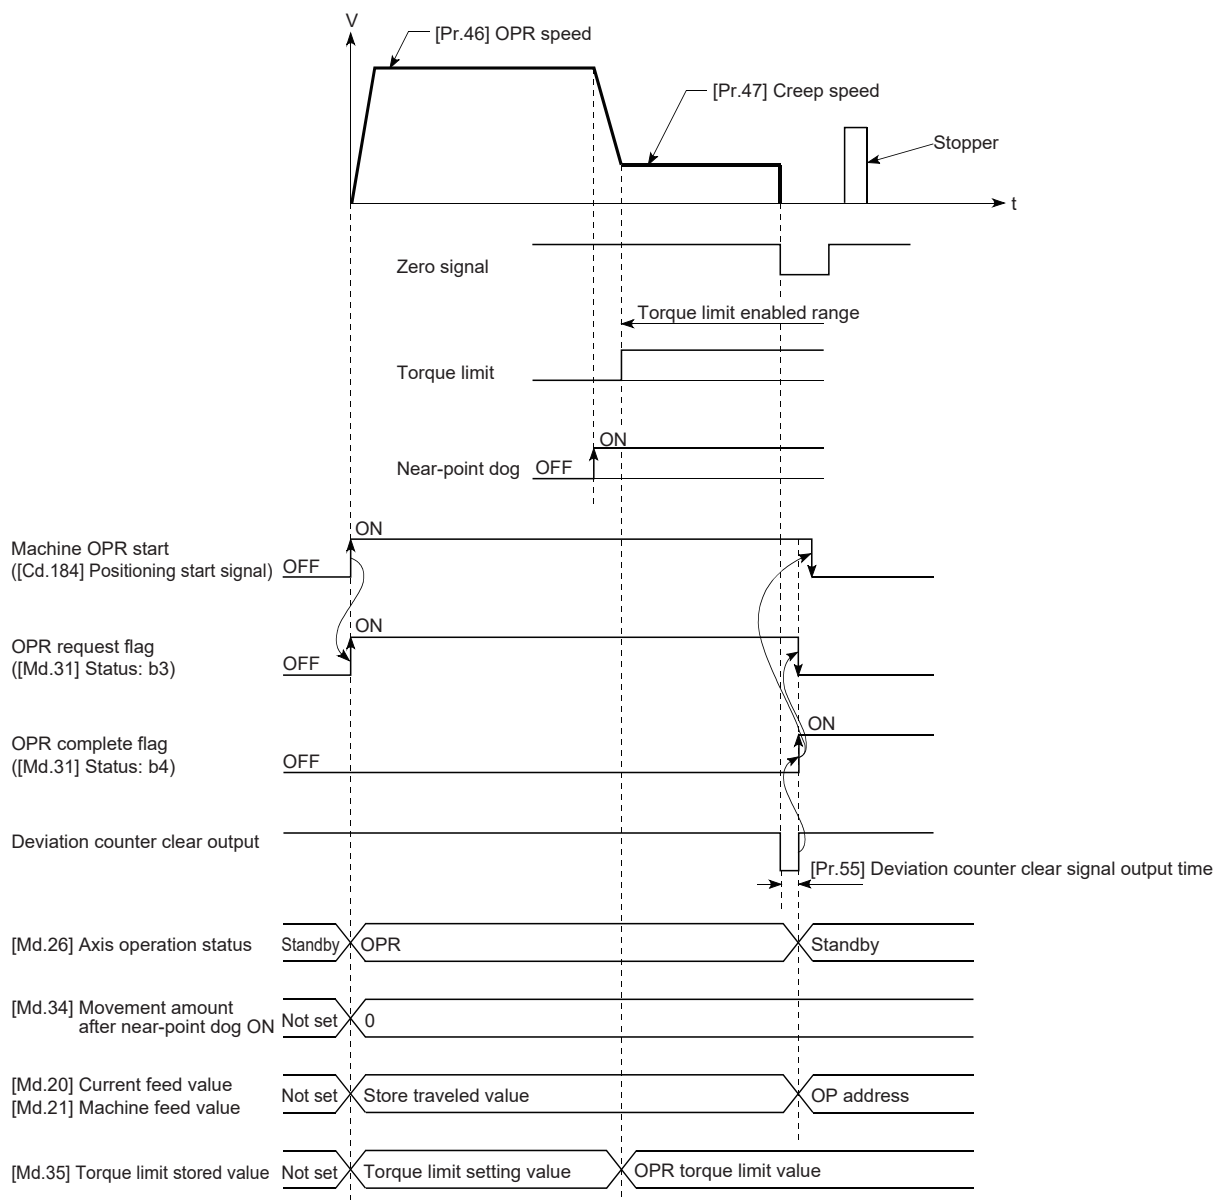 V
[Pr.46] OPR speed
[Pr.47] Creep speed
Stopper
t
Zero signal
Torque limit enabled range
Torque limit
ON
Near-point dog
OFF
ON
Machine OPR start
([Cd.184] Positioning start signal)
OFF
ON
OPR request flag
([Md.31] Status: b3)
OFF
ON
OPR complete flag
([Md.31] Status: b4)
OFF
Deviation counter clear output
[Pr.55] Deviation counter clear signal output time
[Md.26] Axis operation status
Standby
OPR
Standby
[Md.34] Movement amount
after near-point dog ON
Not set
0
[Md.20] Current feed value
[Md.21] Machine feed value
Not set
Store traveled value
OP address
[Md.35] Torque limit stored value
Not set
Torque limit setting value
OPR torque limit value